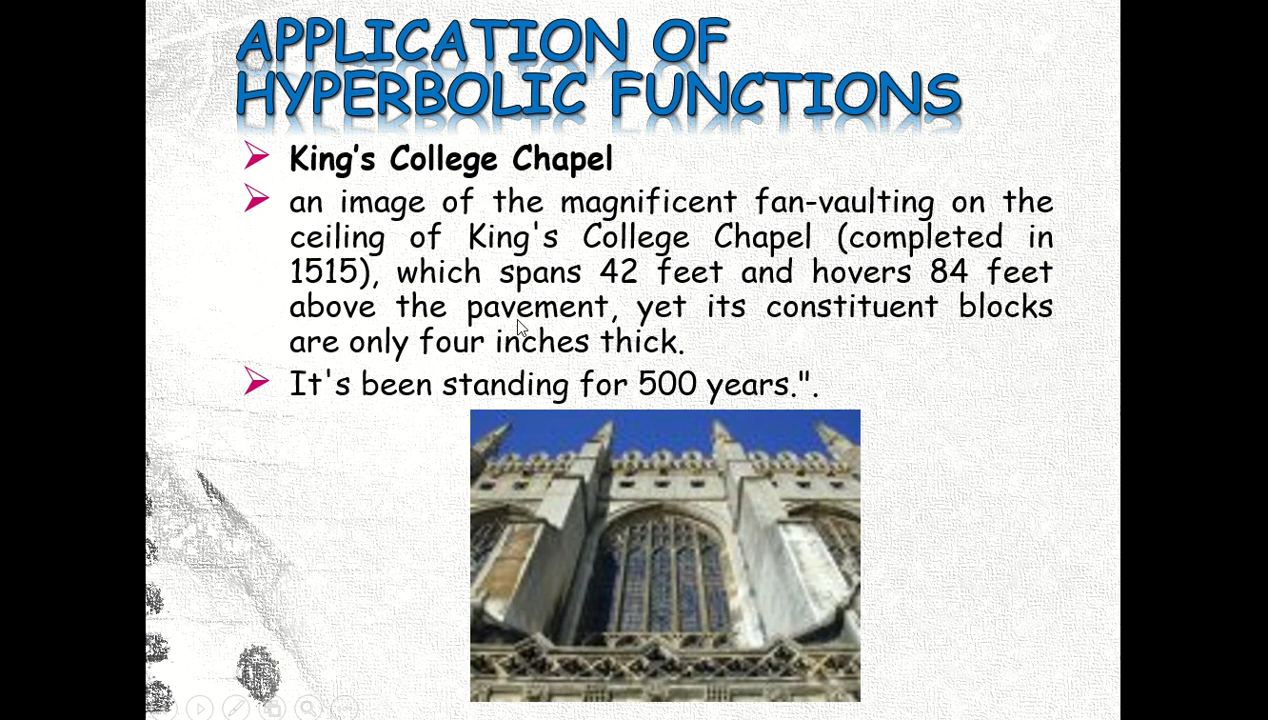 APPLICATION OF
HYPERBOLIC FUNCTIONS
King's College Chapel
an image of the magnificent fan-vaulting on the
ceiling of King's College Chapel (completed in
1515), which spans 42 feet and hovers 84 feet
above the pavement, yet its constituent blocks
are only four inches thick.
It's been standing for 500 years.".